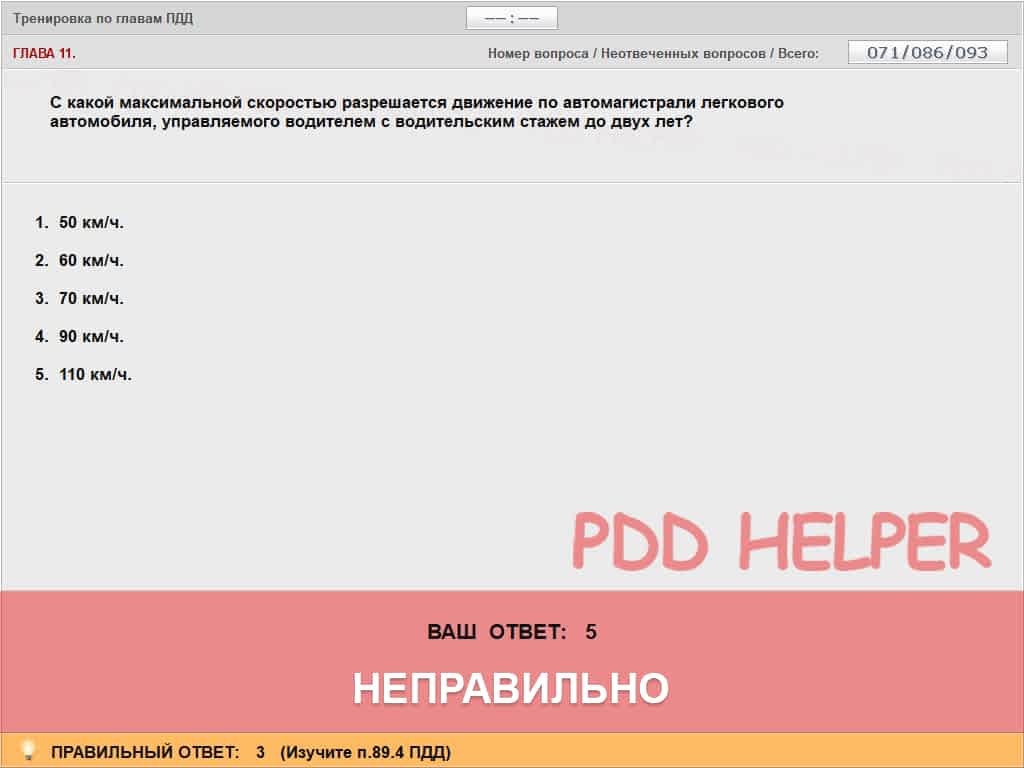 Тренировка по главам ПДД
––:––
ГЛАВА 11.
Номер вопроса / Неотвеченных вопросов / Всего:
071/086/093
С какой максимальной скоростью разрешается движение по автомагистрали легкового
автомобиля, управляемого водителем с водительским стажем до двух лет?
1. 50 км/ч.
2. 60 км/ч.
3. 70 км/ч.
4. 90 км/ч.
5. 110 км/ч.
PDD HELPER
ВАШ ОТВЕТ: 5
НЕПРАВИЛЬНО
ПРАВИЛЬНЫЙ ОТВЕТ: 3 (Изучите п.89.4 ПДД)